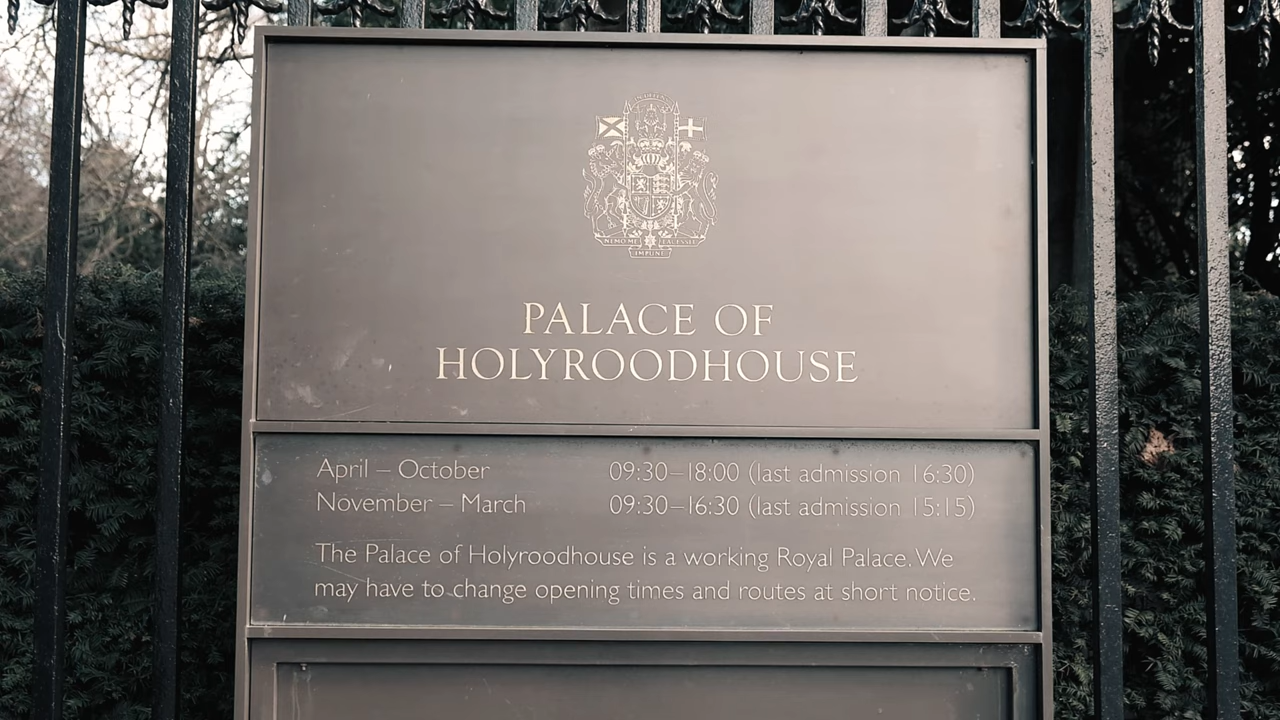 NEMO ME LACESSIT
IMPUNE
PALACE OF
HOLYROODHOUSE
April – October 09:30–18:00 (last admission 16:30)
November – March 09:30–16:30 (last admission 15:15)
The Palace of Holyroodhouse is a working Royal Palace. We
may have to change opening times and routes at short notice.